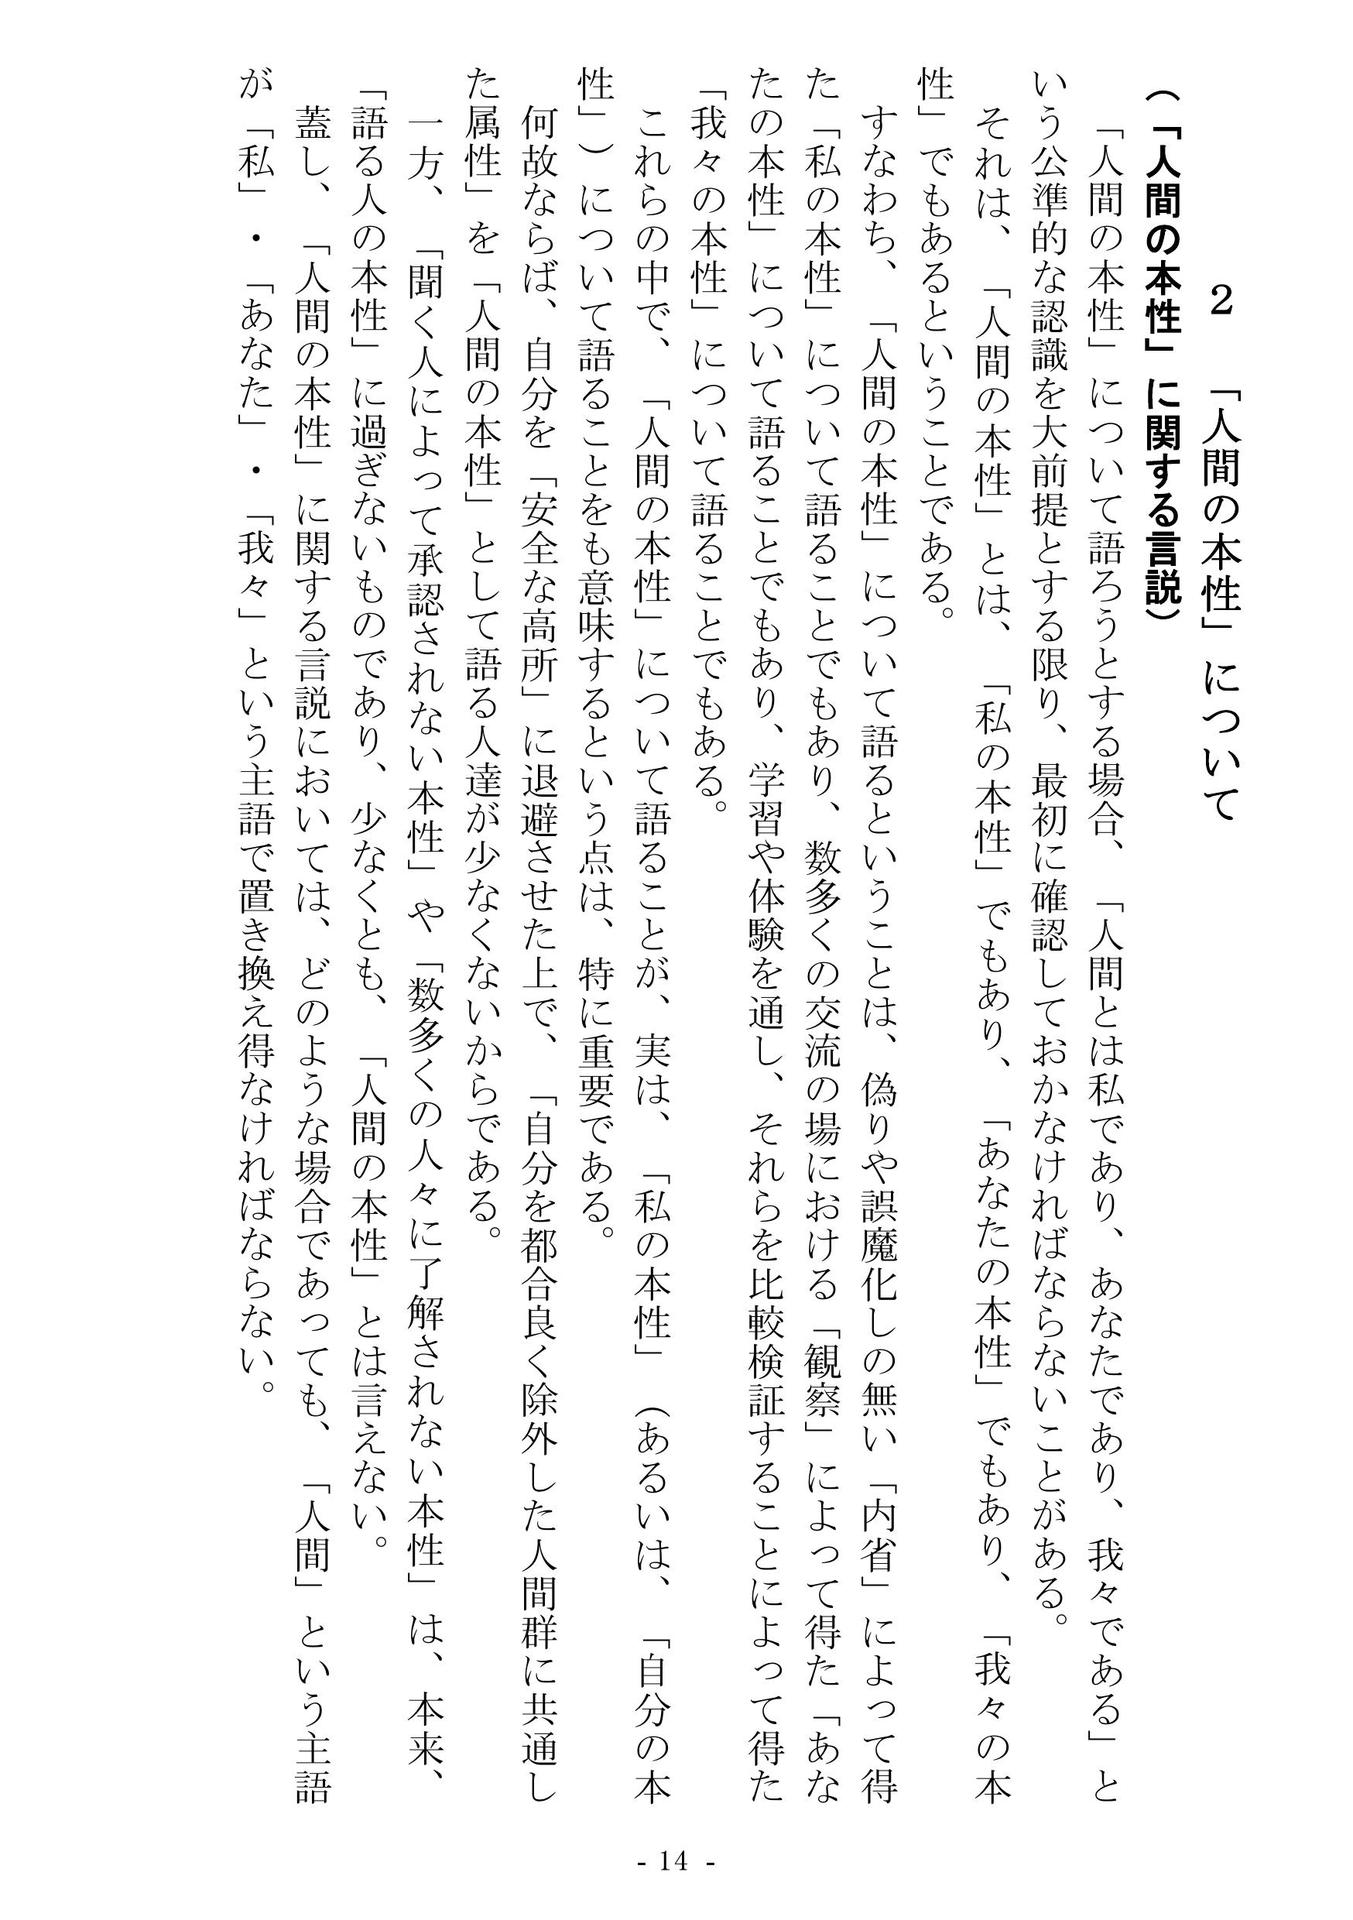 ２　「人間の本性」について
（「人間の本性」に関する言説）
「人間の本性」について語ろうとする場合、「人間とは私であり、あなたであり、我々である」と
いう公準的な認識を大前提とする限り、最初に確認しておかなければならないことがある。
それは、「人間の本性」とは、「私の本性」でもあり、「あなたの本性」でもあり、「我々の本
性」でもあるということである。
すなわち、「人間の本性」について語るということは、偽りや誤魔化しの無い「内省」によって得
た「私の本性」について語ることでもあり、数多くの交流の場における「観察」によって得た「あな
たの本性」について語ることでもあり、学習や体験を通し、それらを比較検証することによって得た
「我々の本性」について語ることでもある。
これらの中で、「人間の本性」について語ることが、実は、「私の本性」（あるいは、「自分の本
性」）について語ることをも意味するという点は、特に重要である。
何故ならば、自分を「安全な高所」に退避させた上で、「自分を都合良く除外した人間群に共通し
た属性」を「人間の本性」として語る人達が少なくないからである。
一方、「聞く人によって承認されない本性」や「数多くの人々に了解されない本性」は、本来、
「語る人の本性」に過ぎないものであり、少なくとも、「人間の本性」とは言えない。
蓋し、「人間の本性」に関する言説においては、どのような場合であっても、「人間」という主語
が「私」・「あなた」・「我々」という主語で置き換え得なければならない。
- 14 -